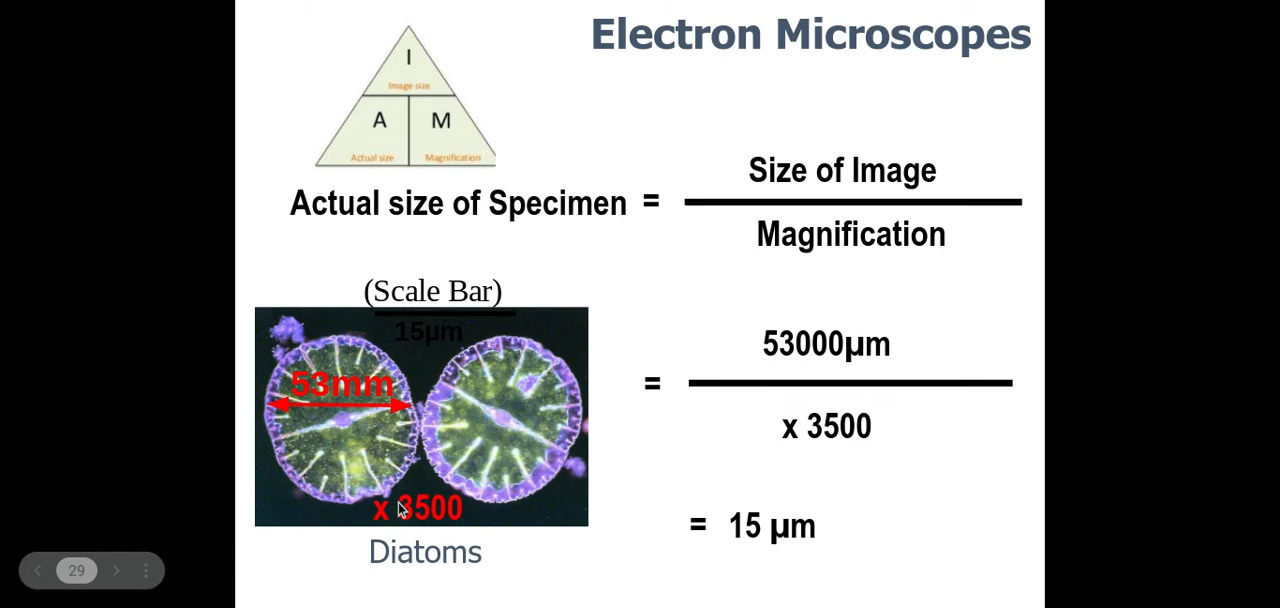 Electron Microscopes
I
Image size
A
M
Actual size
Magnification
Actual size of Specimen = Size of Image
Magnification
(Scale Bar)
15µm
53mm
x 3500
Diatoms
= 53000µm
x 3500
= 15 µm
29